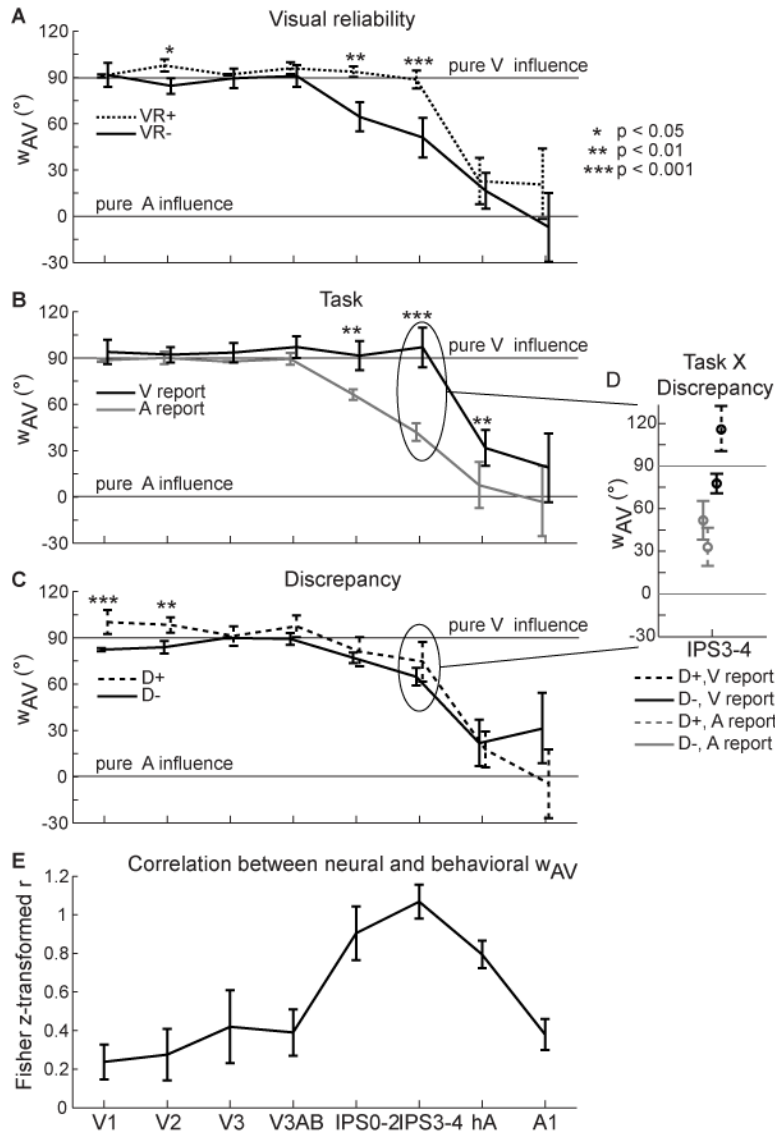 A
Visual reliability
120
90
60
30
0
-30
wAV (°)
*
**
***
pure V influence
VR+
VR-
pure A influence
* p < 0.05
** p < 0.01
*** p < 0.001
B
Task
120
90
60
30
0
-30
wAV (°)
**
***
**
pure V influence
V report
A report
pure A influence
D
Task X
Discrepancy
120
90
60
30
0
-30
wAV (°)
IPS3-4
D+, V report
D-, V report
D+, A report
D-, A report
C
Discrepancy
120
90
60
30
0
-30
wAV (°)
***
**
pure V influence
D+
D-
pure A influence
E
Correlation between neural and behavioral wAV
1.2
1
0.8
0.6
0.4
0.2
0
Fisher z-transformed r
V1 V2 V3 V3AB IPS0-2 IPS3-4 hA A1